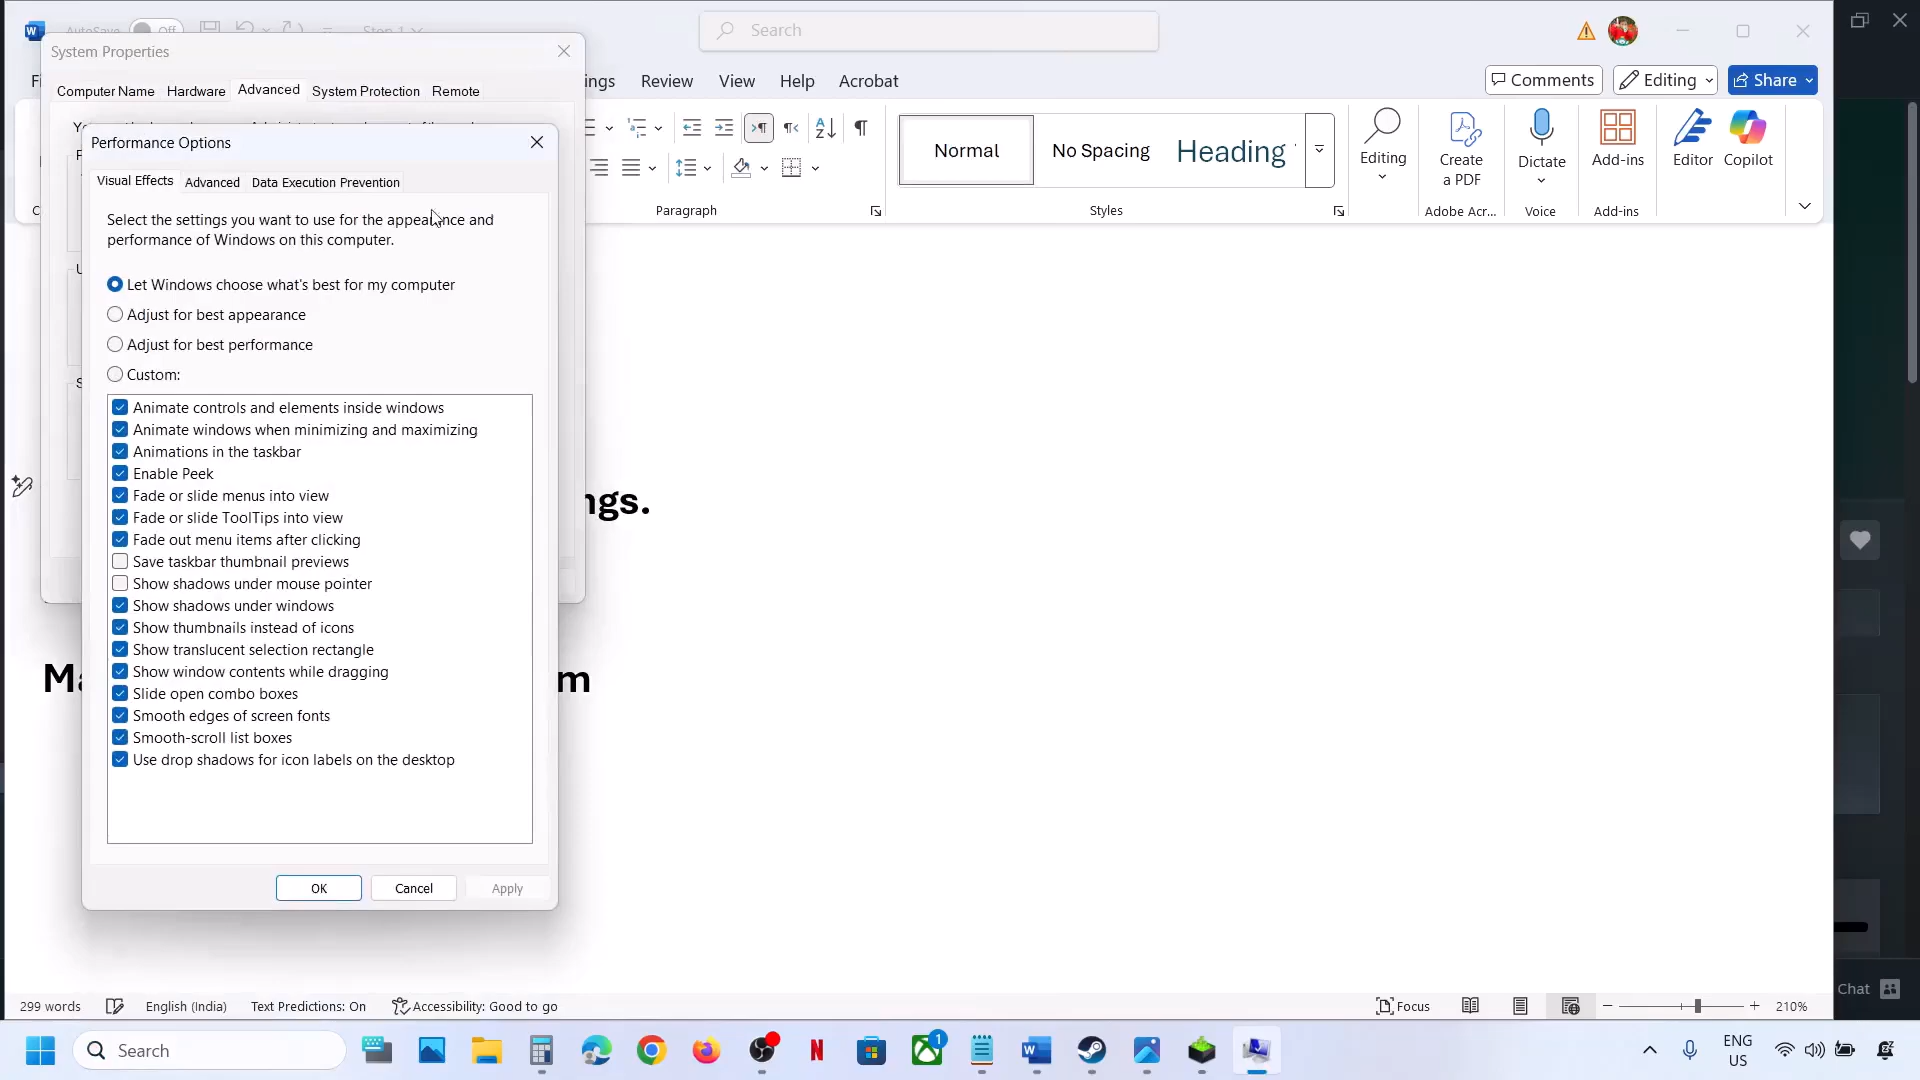 AutoSave
Off
Step 1
Search
System Properties
Computer Name
Hardware
Advanced
System Protection
Remote
Performance Options
Visual Effects
Advanced
Data Execution Prevention
Select the settings you want to use for the appearance and
performance of Windows on this computer.
Let Windows choose what's best for my computer
Adjust for best appearance
Adjust for best performance
Custom:
Animate controls and elements inside windows
Animate windows when minimizing and maximizing
Animations in the taskbar
Enable Peek
Fade or slide menus into view
Fade or slide ToolTips into view
Fade out menu items after clicking
Save taskbar thumbnail previews
Show shadows under mouse pointer
Show shadows under windows
Show thumbnails instead of icons
Show translucent selection rectangle
Show window contents while dragging
Slide open combo boxes
Smooth edges of screen fonts
Smooth-scroll list boxes
Use drop shadows for icon labels on the desktop
OK
Cancel
Apply
ings
Review
View
Help
Acrobat
Comments
Editing
Share
Normal
No Spacing
Heading
Editing
Create
a PDF
Dictate
Add-ins
Editor
Copilot
Paragraph
Styles
Adobe Acr...
Voice
Add-ins
ngs.
Ma
m
299 words
English (India)
Text Predictions: On
Accessibility: Good to go
Focus
210%
Chat
Search
1
ENG
US